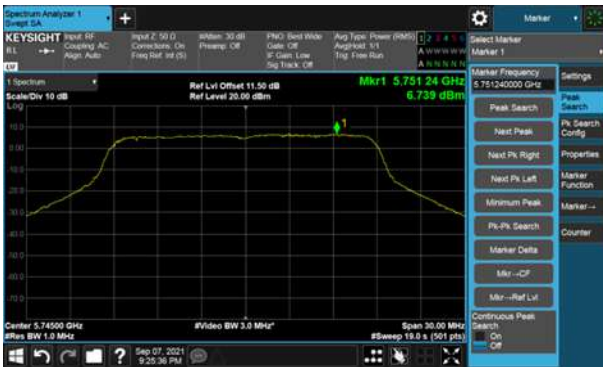 Spectrum Analyzer 1
Swept SA
+
Marker
KEYSIGHT
Input: RF
Input Z: 50 Ω
#Atten: 30 dB
PNO: Best Wide
Avg Type: Power (RMS)
1 2 3 4 5 6
RL
Coupling: AC
Corrections: On
Preamp: Off
Gate: Off
Avg|Hold: 1/1
A W W W W W
Align: Auto
Freq Ref: Int (S)
IF Gain: Low
Trig: Free Run
Sig Track: Off
A N N N N N
Select Marker
Marker 1
1 Spectrum
Ref Lvl Offset 11.50 dB
Mkr1 5.751 24 GHz
Scale/Div 10 dB
Ref Level 20.00 dBm
6.739 dBm
Log
1
10.0
0.00
-10.0
-20.0
-30.0
-40.0
-50.0
-60.0
-70.0
Center 5.74500 GHz
#Video BW 3.0 MHz*
Span 30.00 MHz
#Res BW 1.0 MHz
#Sweep 19.0 s (501 pts)
Marker Frequency
5.751240000 GHz
Peak Search
Next Peak
Next Pk Right
Next Pk Left
Minimum Peak
Pk-Pk Search
Marker Delta
Mkr→CF
Mkr→Ref Lvl
Continuous Peak
Search
On
Off
Settings
Peak
Search
Pk Search
Config
Properties
Marker
Function
Marker→
Counter
?
Sep 07, 2021
9:25:36 PM